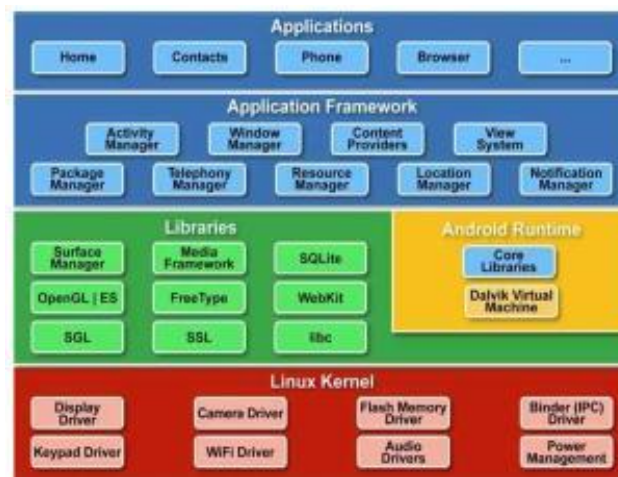 Applications
Home Contacts Phone Browser ...
Application Framework
Activity Manager Window Manager Content Providers View System
Package Manager Telephony Manager Resource Manager Location Manager Notification Manager
Libraries
Surface Manager Media Framework SQLite
OpenGL | ES FreeType WebKit
SGL SSL libc
Android Runtime
Core Libraries
Dalvik Virtual Machine
Linux Kernel
Display Driver Camera Driver Flash Memory Driver Binder (IPC) Driver
Keypad Driver WiFi Driver Audio Drivers Power Management